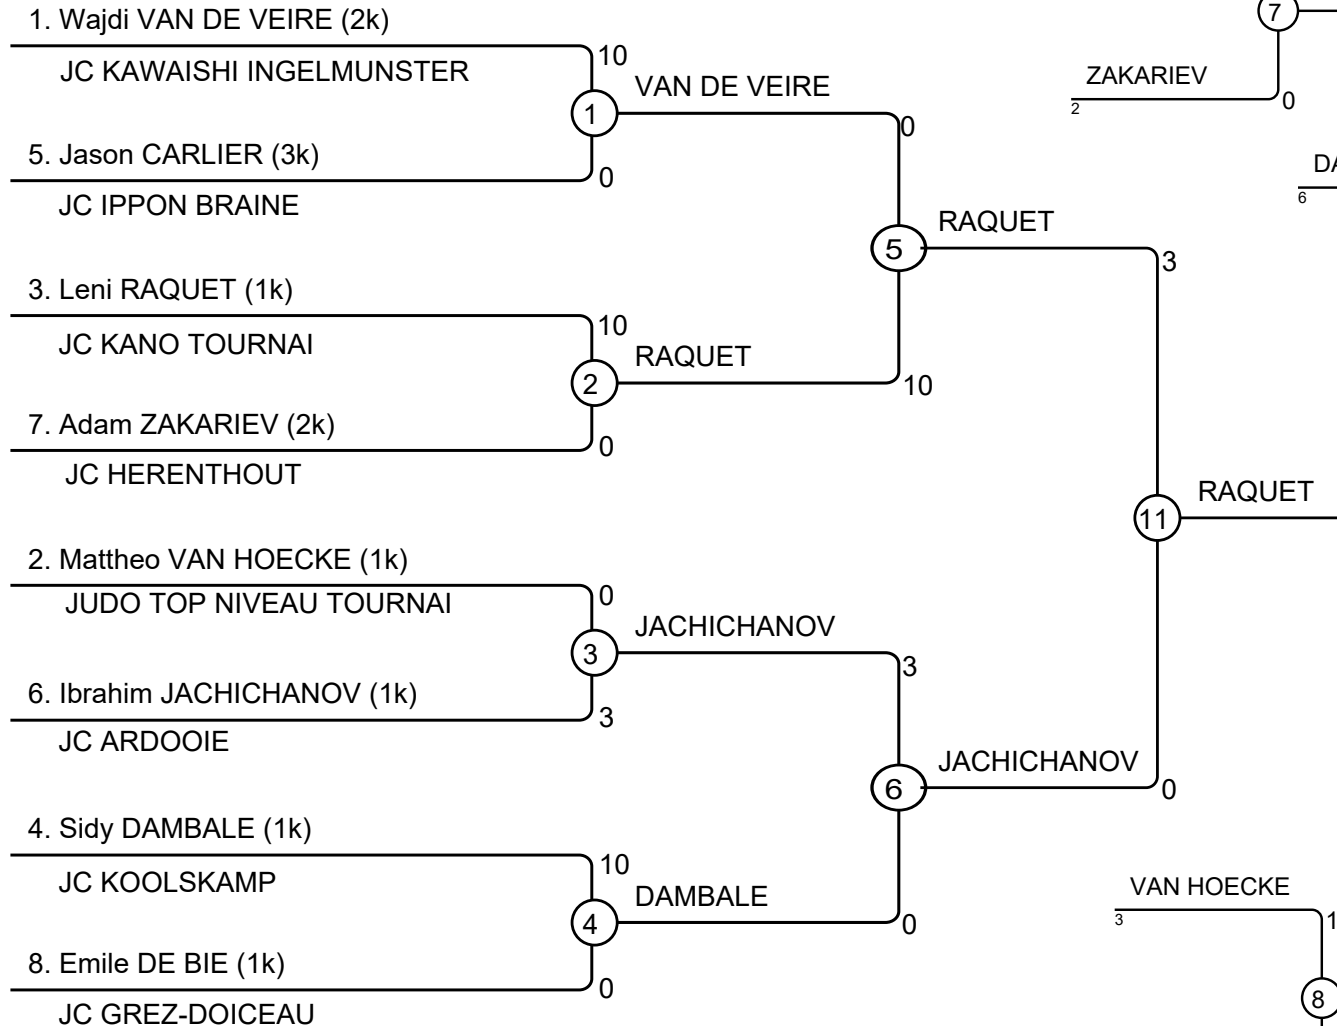 1. Wajdi VAN DE VEIRE (2k)
JC KAWAISHI INGELMUNSTER
10
1
VAN DE VEIRE
0
5. Jason CARLIER (3k)
0
JC IPPON BRAINE
5
RAQUET
3
3. Leni RAQUET (1k)
10
JC KANO TOURNAI
2
RAQUET
10
7. Adam ZAKARIEV (2k)
0
JC HERENTHOUT
11
RAQUET
2. Mattheo VAN HOECKE (1k)
0
JUDO TOP NIVEAU TOURNAI
3
JACHICHANOV
3
6. Ibrahim JACHICHANOV (1k)
3
JC ARDOOIE
6
JACHICHANOV
0
4. Sidy DAMBALE (1k)
10
JC KOOLSKAMP
4
DAMBALE
0
8. Emile DE BIE (1k)
0
JC GREZ-DOICEAU
7
ZAKARIEV
2
0
DA
6
VAN HOECKE
3
1
8